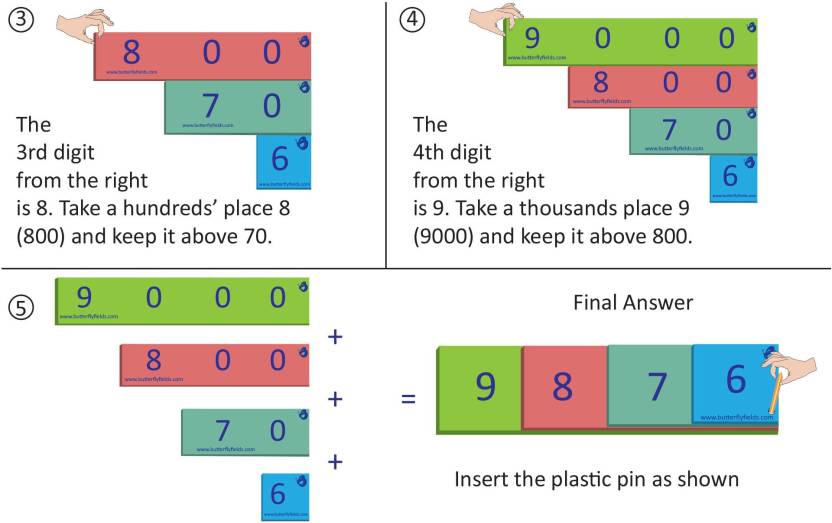 3
8 0 0
www.butterflyfields.com
7 0
www.butterflyfields.com
6
www.butterflyfields.com
The
3rd digit
from the right
is 8. Take a hundreds’ place 8
(800) and keep it above 70.
4
9 0 0 0
www.butterflyfields.com
8 0 0
www.butterflyfields.com
7 0
www.butterflyfields.com
6
www.butterflyfields.com
The
4th digit
from the right
is 9. Take a thousands place 9
(9000) and keep it above 800.
5
9 0 0 0
www.butterflyfields.com
+
8 0 0
www.butterflyfields.com
+
7 0
www.butterflyfields.com
+
6
www.butterflyfields.com
=
Final Answer
9 8 7 6
www.butterflyfields.com
Insert the plastic pin as shown